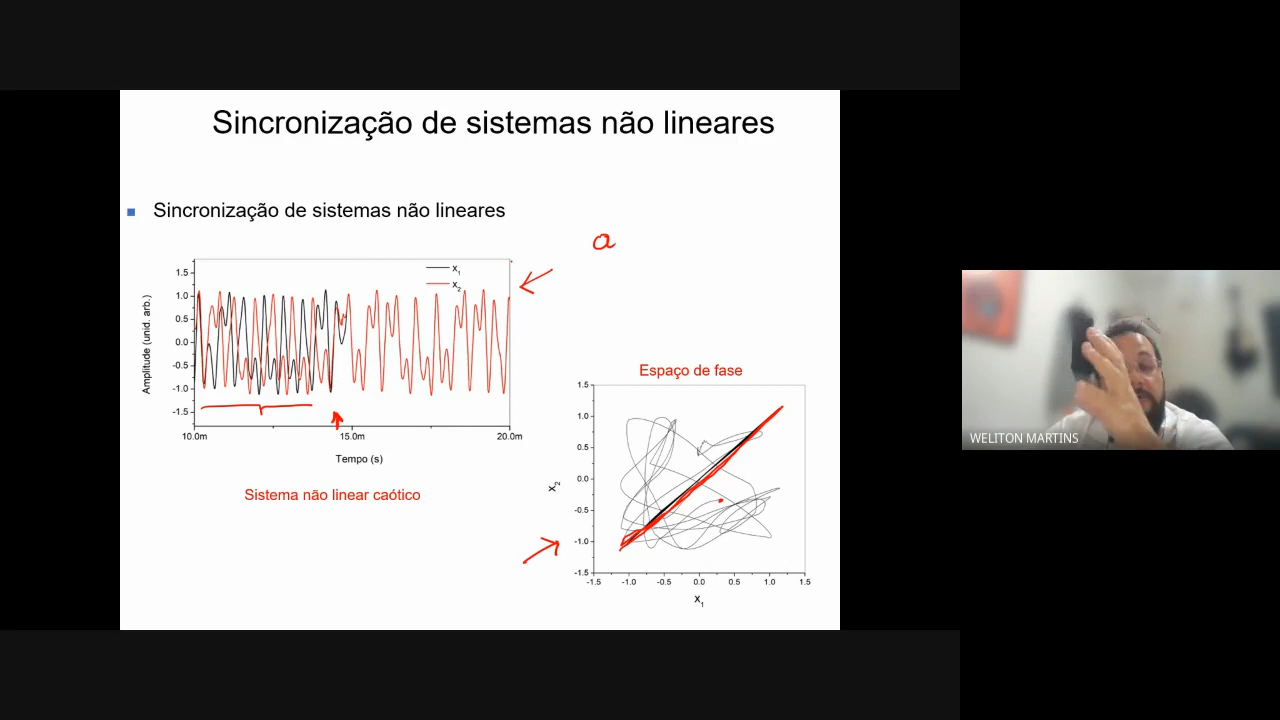 Sincronização de sistemas não lineares
Sincronização de sistemas não lineares
a
x1
x2
Amplitude (unid. arb.)
1.5
1.0
0.5
0.0
-0.5
-1.0
-1.5
10.0m 15.0m 20.0m
Tempo (s)
Sistema não linear caótico
Espaço de fase
x2
1.5
1.0
0.5
0.0
-0.5
-1.0
-1.5
-1.5 -1.0 -0.5 0.0 0.5 1.0 1.5
x1
WELITON MARTINS